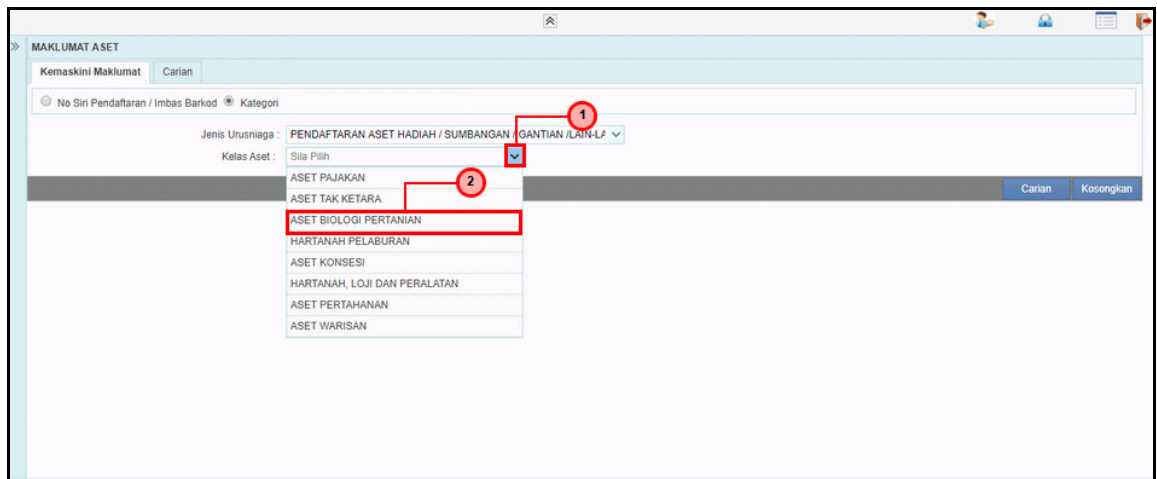 MAKLUMAT ASET
Kemaskini Maklumat Carian
No Siri Pendaftaran / Imbas Barkod Kategori
1
Jenis Urusniaga : PENDAFTARAN ASET HADIAH / SUMBANGAN / GANTIAN /LAIN-LA
Kelas Aset : Sila Pilih
ASET PAJAKAN
2
Carian Kosongkan
ASET TAK KETARA
ASET BIOLOGI PERTANIAN
HARTANAH PELABURAN
ASET KONSESI
HARTANAH, LOJI DAN PERALATAN
ASET PERTAHANAN
ASET WARISAN